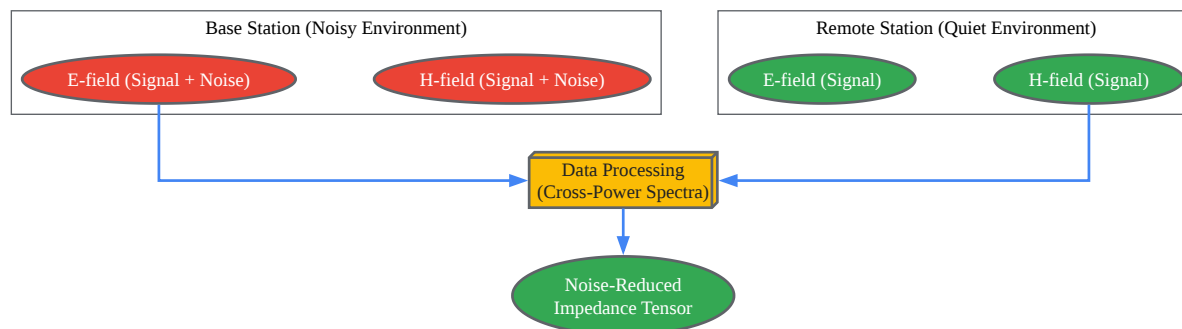 Base Station (Noisy Environment)
Remote Station (Quiet Environment)
E-field (Signal + Noise)
H-field (Signal + Noise)
E-field (Signal)
H-field (Signal)
Data Processing
(Cross-Power Spectra)
Noise-Reduced
Impedance Tensor